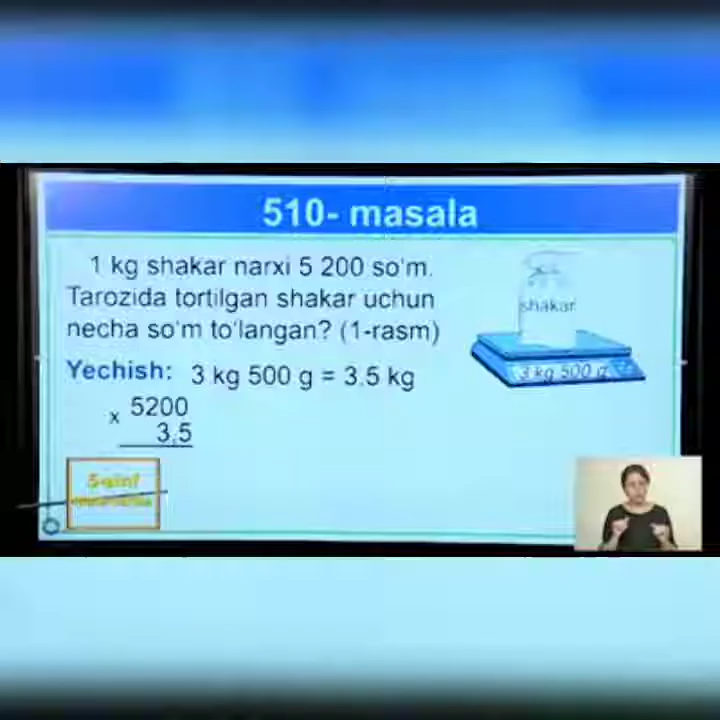 510- masala
1 kg shakar narxi 5 200 so'm.
Tarozida tortilgan shakar uchun
necha so'm to'langan? (1-rasm)
shakar
3 kg 500 g
Yechish: 3 kg 500 g = 3.5 kg
x 5200
3,5
5-sinf